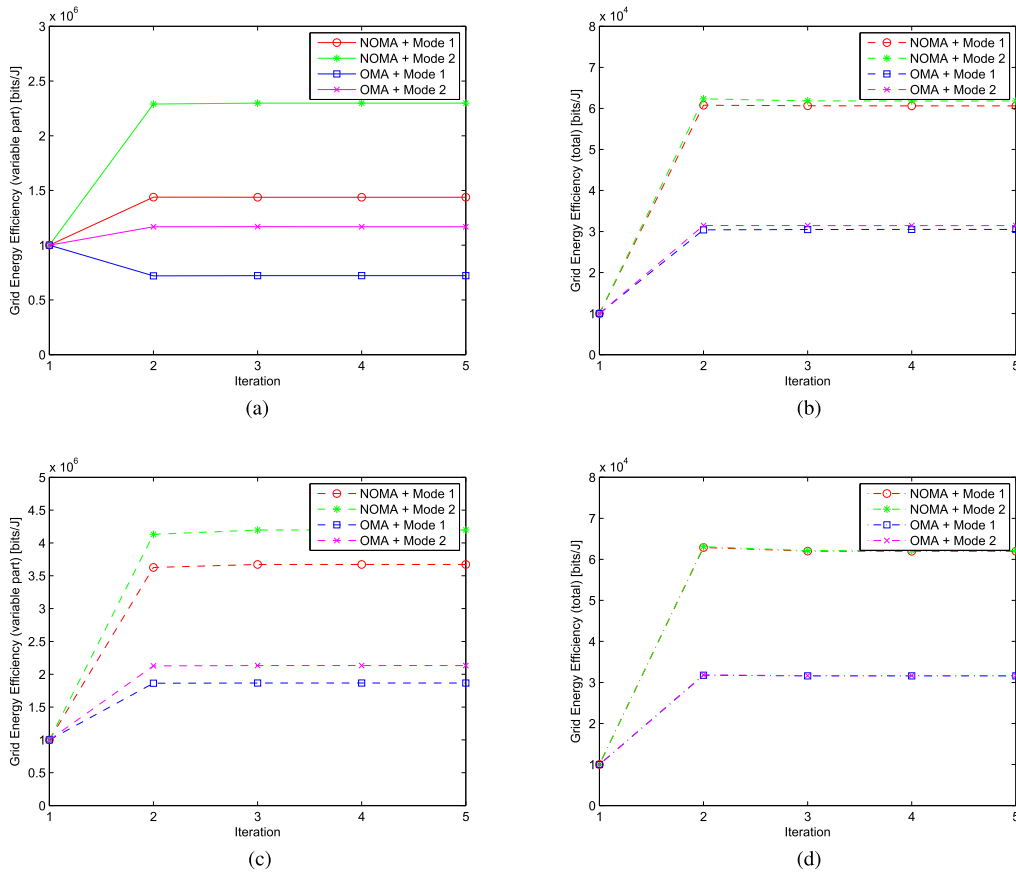 x 10^6
Grid Energy Efficiency (variable part) [bits/J]
3
2.5
2
1.5
1
0.5
0
NOMA + Mode 1
NOMA + Mode 2
OMA + Mode 1
OMA + Mode 2
1 2 3 4 5
Iteration
(a)
x 10^4
Grid Energy Efficiency (total) [bits/J]
8
7
6
5
4
3
2
1
0
NOMA + Mode 1
NOMA + Mode 2
OMA + Mode 1
OMA + Mode 2
1 2 3 4 5
Iteration
(b)
x 10^6
Grid Energy Efficiency (variable part) [bits/J]
5
4.5
4
3.5
3
2.5
2
1.5
1
0.5
0
NOMA + Mode 1
NOMA + Mode 2
OMA + Mode 1
OMA + Mode 2
1 2 3 4 5
Iteration
(c)
x 10^4
Grid Energy Efficiency (total) [bits/J]
8
7
6
5
4
3
2
1
0
NOMA + Mode 1
NOMA + Mode 2
OMA + Mode 1
OMA + Mode 2
1 2 3 4 5
Iteration
(d)